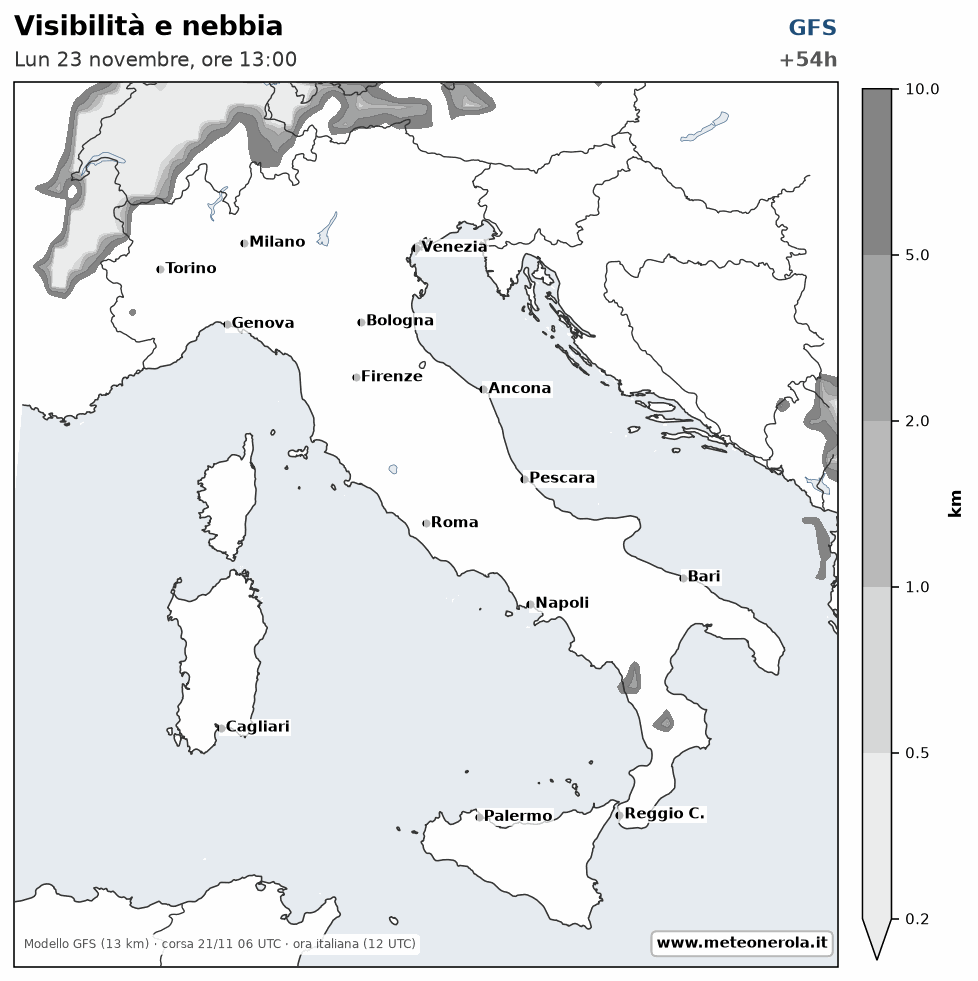 Visibilità e nebbia
GFS
Lun 23 novembre, ore 13:00
+54h
10.0
5.0
2.0
1.0
0.5
0.2
km
Milano
Venezia
Torino
Genova
Bologna
Firenze
Ancona
Pescara
Roma
Bari
Napoli
Cagliari
Palermo
Reggio C.
Modello GFS (13 km) · corsa 21/11 06 UTC · ora italiana (12 UTC)
www.meteonerola.it